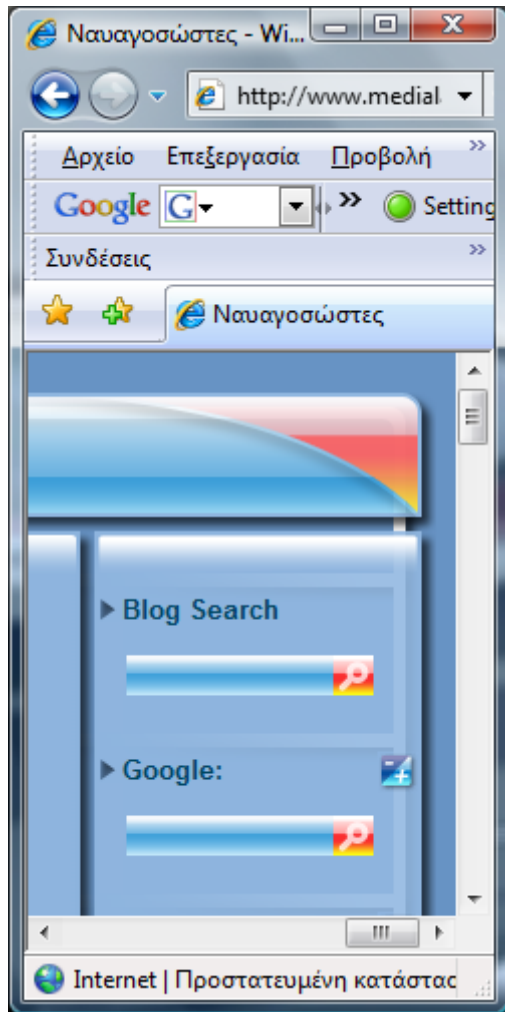 Ναυαγοσώστες - Wi...
http://www.medial
Αρχείο Επεξεργασία Προβολή »
Google G » Setting
Συνδέσεις »
Ναυαγοσώστες
Blog Search
Google:
Internet | Προστατευμένη κατάστας